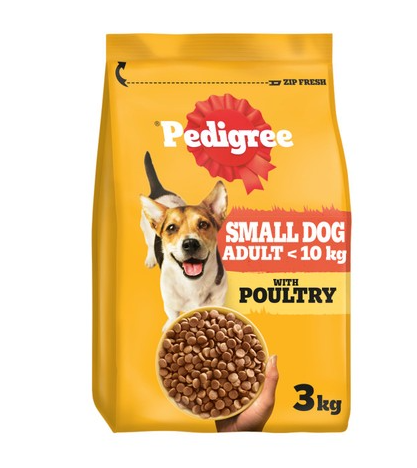 ZIP FRESH
®Pedigree
SMALL DOG
ADULT < 10 kg
WITH
POULTRY
3kg